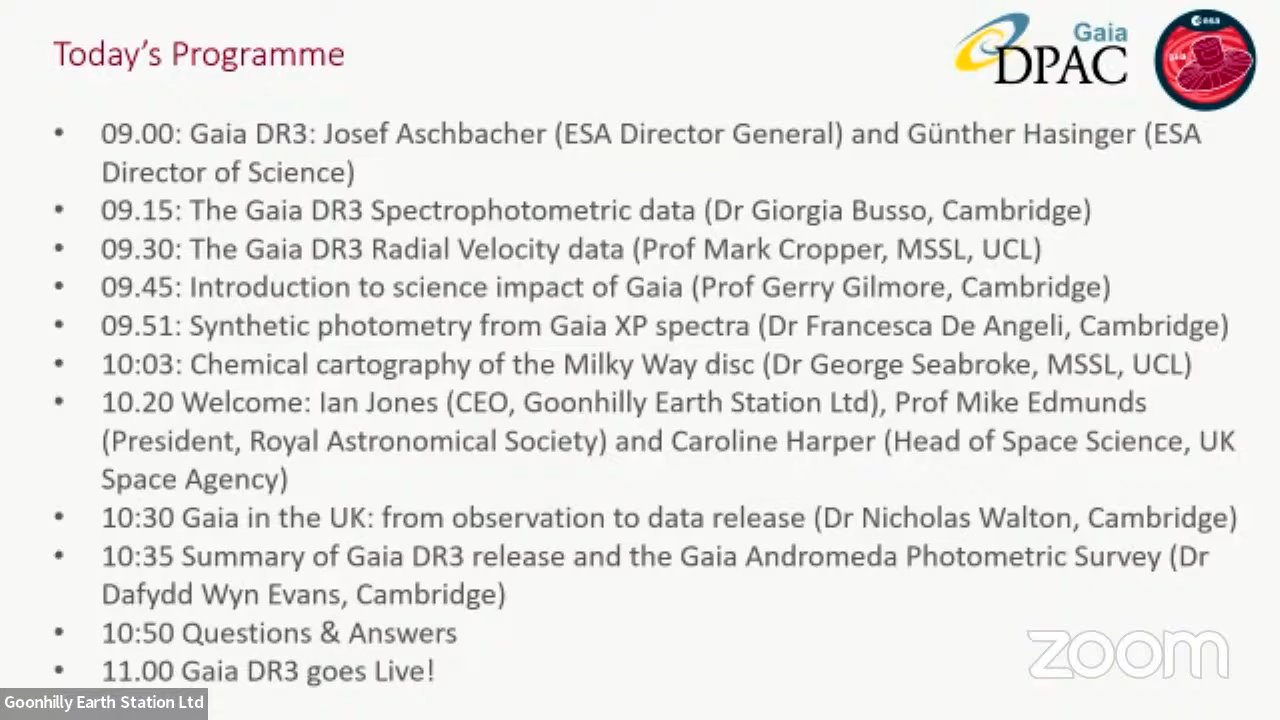 Today's Programme
Gaia
DPAC
esa
gaia
• 09.00: Gaia DR3: Josef Aschbacher (ESA Director General) and Günther Hasinger (ESA
Director of Science)
• 09.15: The Gaia DR3 Spectrophotometric data (Dr Giorgia Busso, Cambridge)
• 09.30: The Gaia DR3 Radial Velocity data (Prof Mark Cropper, MSSL, UCL)
• 09.45: Introduction to science impact of Gaia (Prof Gerry Gilmore, Cambridge)
• 09.51: Synthetic photometry from Gaia XP spectra (Dr Francesca De Angeli, Cambridge)
• 10:03: Chemical cartography of the Milky Way disc (Dr George Seabroke, MSSL, UCL)
• 10.20 Welcome: Ian Jones (CEO, Goonhilly Earth Station Ltd), Prof Mike Edmunds
(President, Royal Astronomical Society) and Caroline Harper (Head of Space Science, UK
Space Agency)
• 10:30 Gaia in the UK: from observation to data release (Dr Nicholas Walton, Cambridge)
• 10:35 Summary of Gaia DR3 release and the Gaia Andromeda Photometric Survey (Dr
Dafydd Wyn Evans, Cambridge)
• 10:50 Questions & Answers
• 11.00 Gaia DR3 goes Live!
zoom
Goonhilly Earth Station Ltd